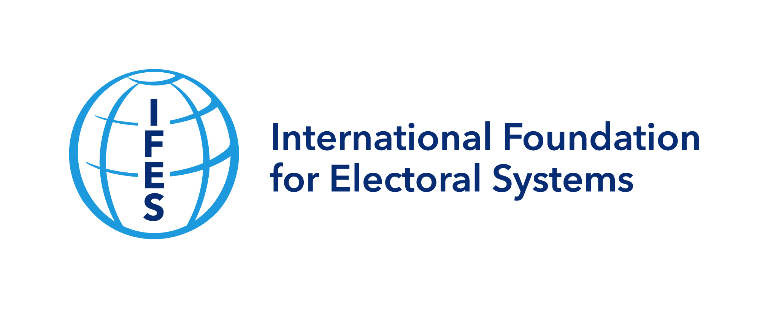 IFES
International Foundation
for Electoral Systems